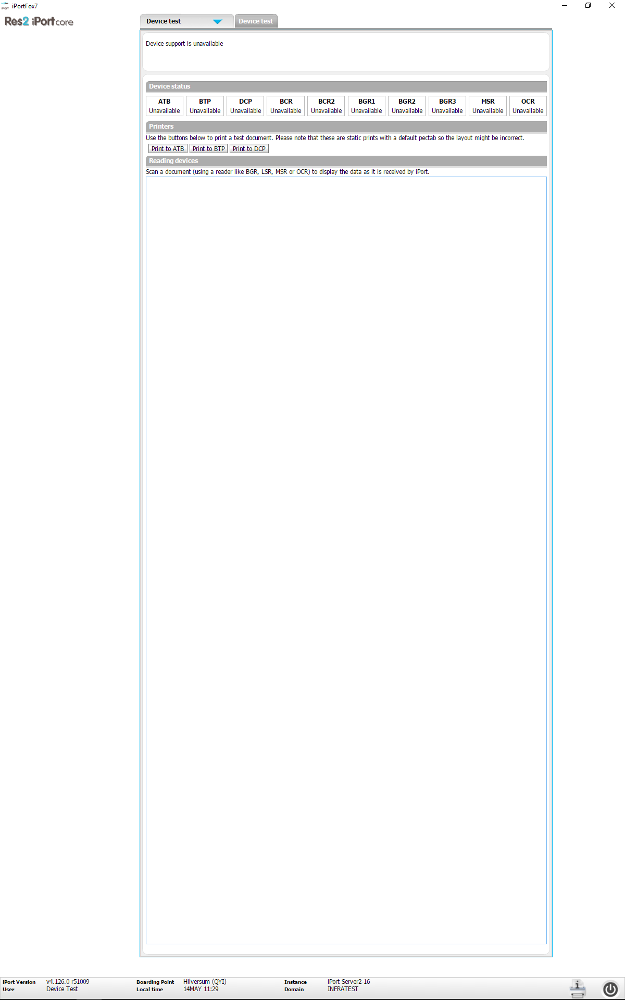 iPortFox7
Res2 iPortcore
Device test
Device test
Device support is unavailable
Device status
ATB BTP DCP BCR BCR2 BGR1 BGR2 BGR3 MSR OCR
Unavailable Unavailable Unavailable Unavailable Unavailable Unavailable Unavailable Unavailable Unavailable Unavailable
Printers
Use the buttons below to print a test document. Please note that these are static prints with a default pectab so the layout might be incorrect.
Print to ATB Print to BTP Print to DCP
Reading devices
Scan a document (using a reader like BGR, LSR, MSR or OCR) to display the data as it is received by iPort.
iPort Version v4.126.0 r51009 Boarding Point Hilversum (QYI) Instance iPort Server2-16
User Device Test Local time 14MAY 11:29 Domain INFRATEST